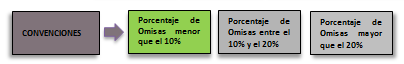 CONVENCIONES
Porcentaje de
Omisas menor
que el 10%
Porcentaje de
Omisas entre el
10% y el 20%
Porcentaje de
Omisas mayor
que el 20%